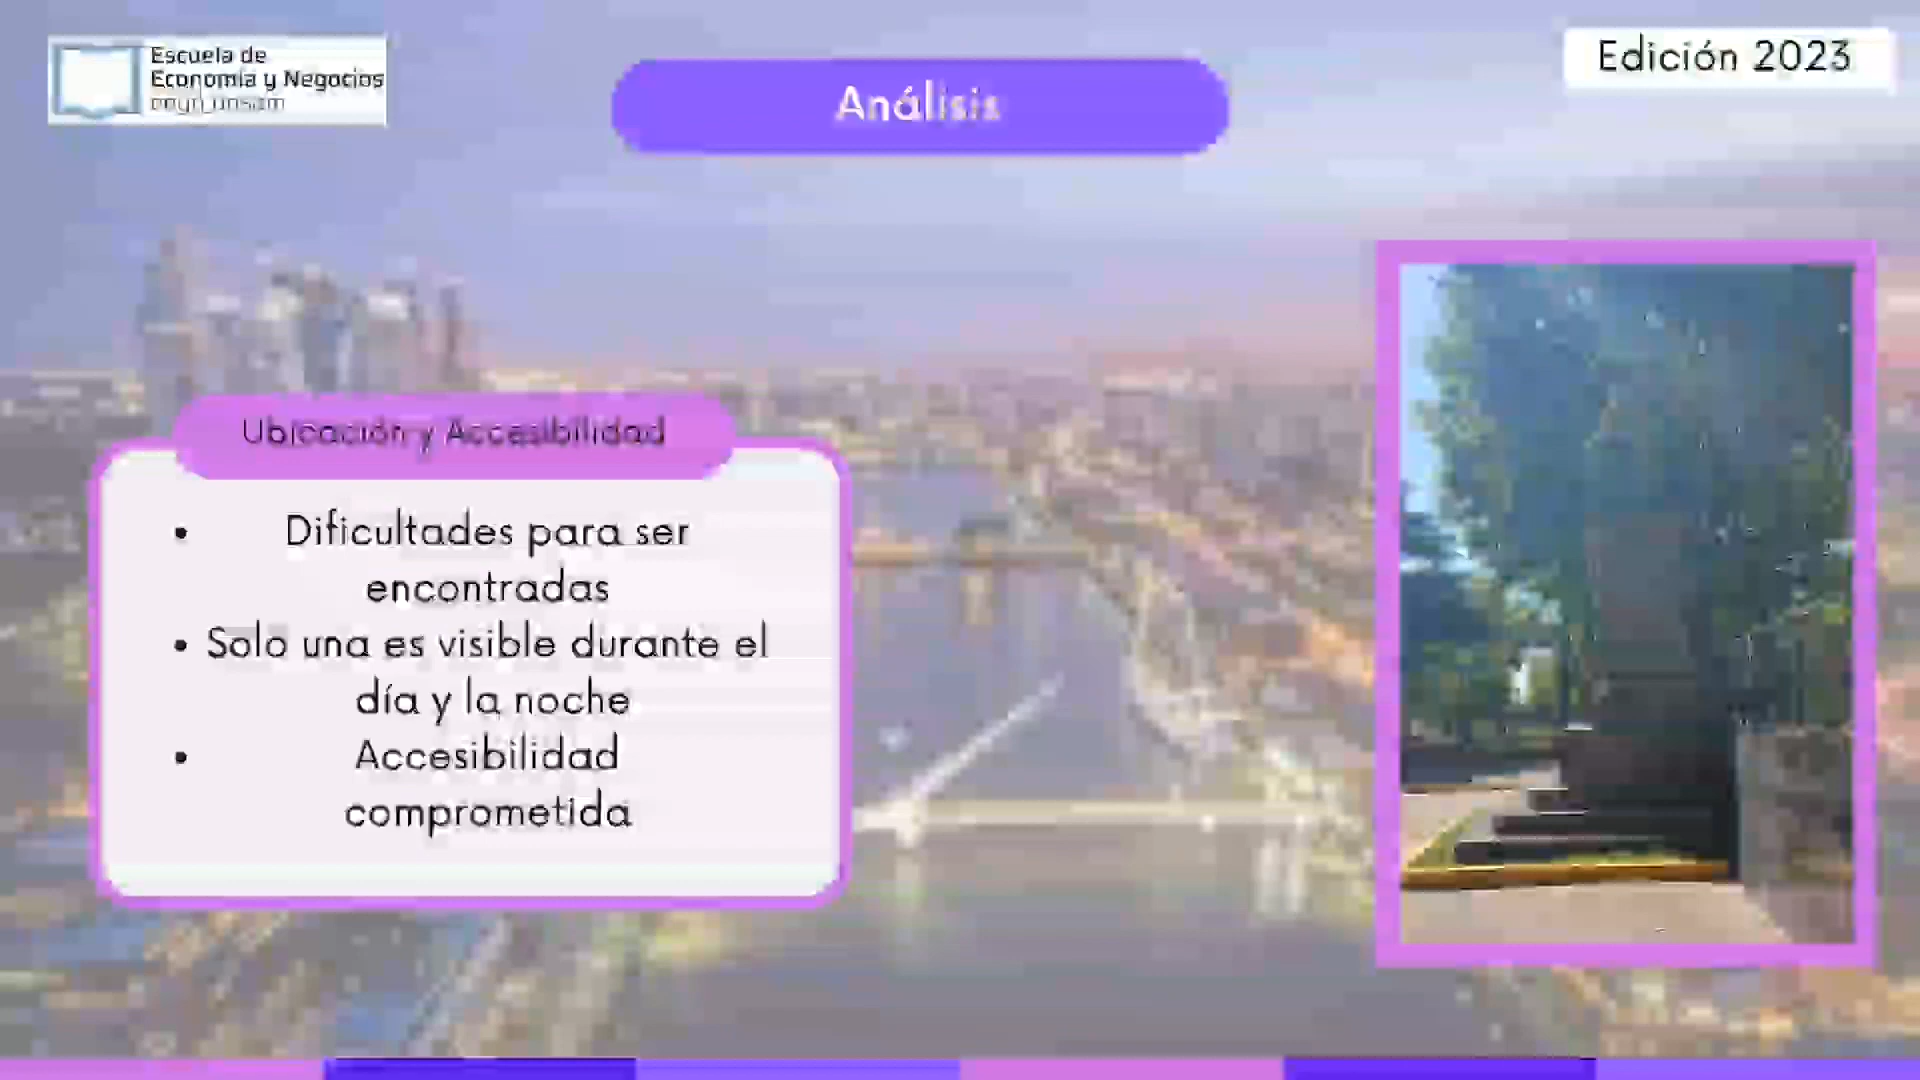 Escuela de
Economía y Negocios
Análisis
Edición 2023
Ubicación y Accesibilidad
• Dificultades para ser
encontradas
• Solo una es visible durante el
día y la noche
• Accesibilidad
comprometida